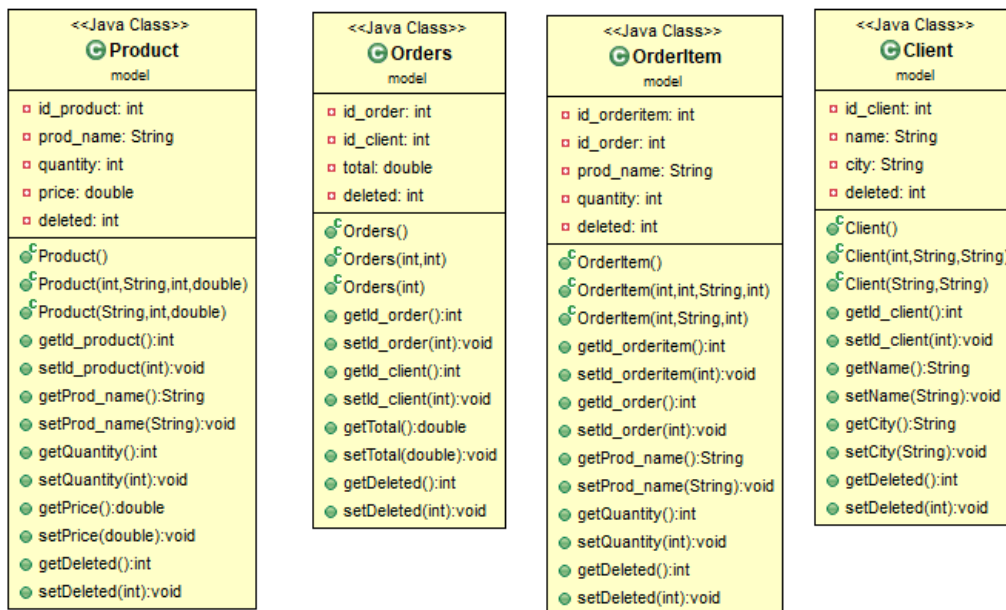 <<Java Class>>
Product
model
id_product: int
prod_name: String
quantity: int
price: double
deleted: int
Product()
Product(int,String,int,double)
Product(String,int,double)
getId_product():int
setId_product(int):void
getProd_name():String
setProd_name(String):void
getQuantity():int
setQuantity(int):void
getPrice():double
setPrice(double):void
getDeleted():int
setDeleted(int):void
<<Java Class>>
Orders
model
id_order: int
id_client: int
total: double
deleted: int
Orders()
Orders(int,int)
Orders(int)
getId_order():int
setId_order(int):void
getId_client():int
setId_client(int):void
getTotal():double
setTotal(double):void
getDeleted():int
setDeleted(int):void
<<Java Class>>
OrderItem
model
id_orderitem: int
id_order: int
prod_name: String
quantity: int
deleted: int
OrderItem()
OrderItem(int,int,String,int)
OrderItem(int,String,int)
getId_orderitem():int
setId_orderitem(int):void
getId_order():int
setId_order(int):void
getProd_name():String
setProd_name(String):void
getQuantity():int
setQuantity(int):void
getDeleted():int
setDeleted(int):void
<<Java Class>>
Client
model
id_client: int
name: String
city: String
deleted: int
Client()
Client(int,String,String)
Client(String,String)
getId_client():int
setId_client(int):void
getName():String
setName(String):void
getCity():String
setCity(String):void
getDeleted():int
setDeleted(int):void